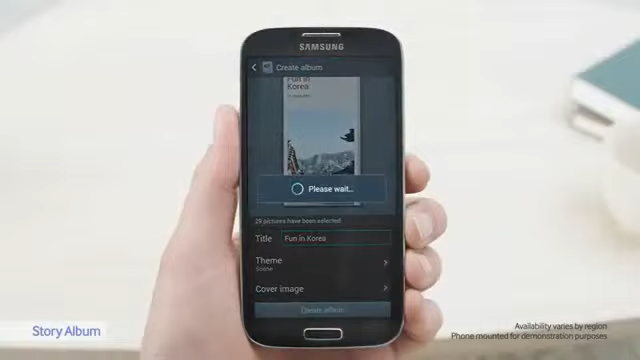 SAMSUNG
Create album
Fun in
Korea
Please wait...
29 pictures have been selected.
Title
Fun in Korea
Theme
Scene
Cover image
Create album
Story Album
Availability varies by region
Phone mounted for demonstration purposes